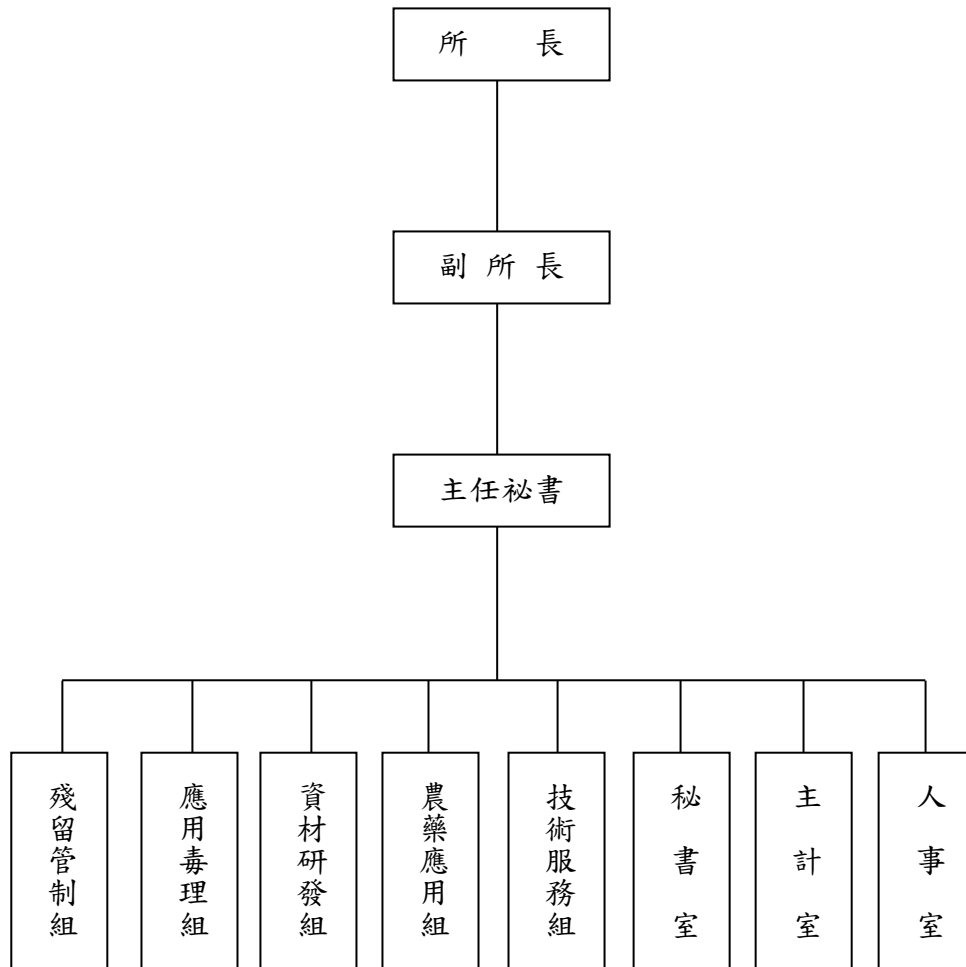 所長
副所長
主任祕書
殘留管制組
應用毒理組
資材研發組
農藥應用組
技術服務組
秘書室
主計室
人事室